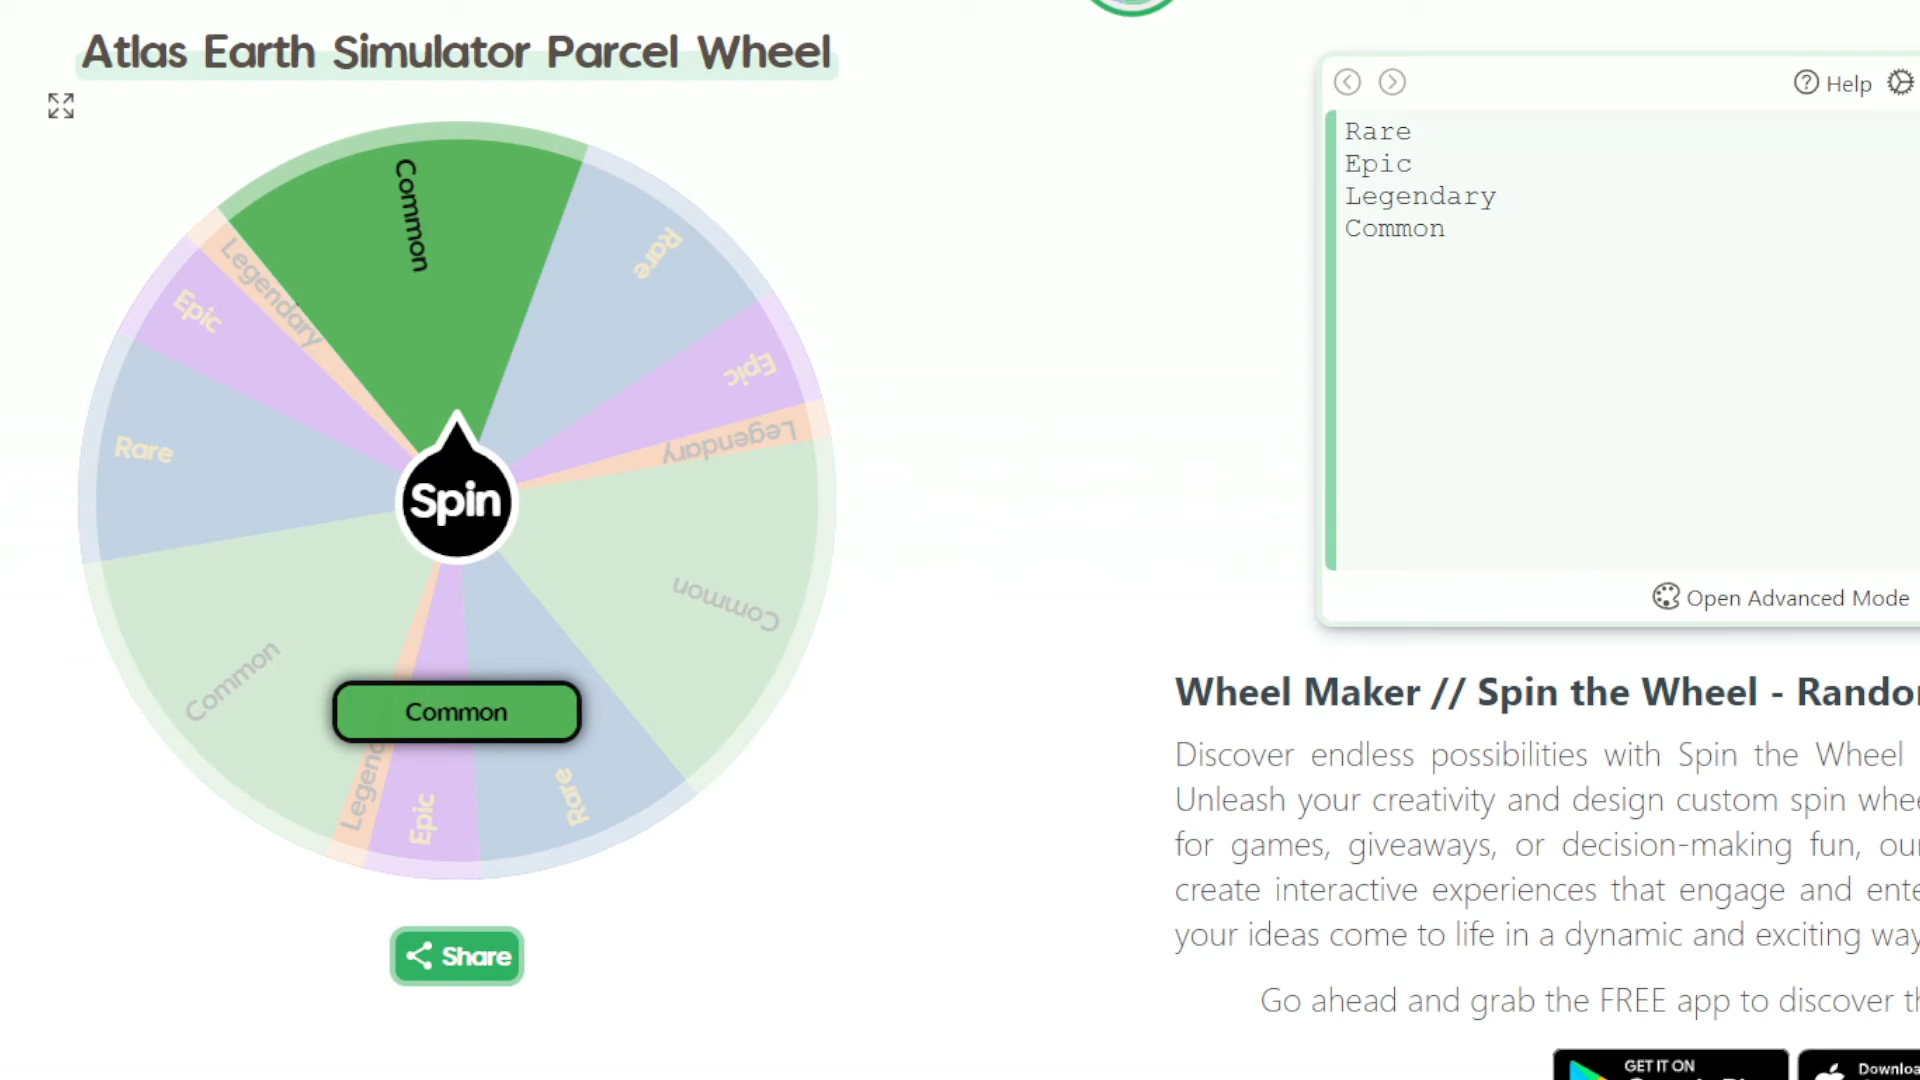 Atlas Earth Simulator Parcel Wheel
Help
Rare
Epic
Legendary
Common
Common
Rare
Epic
Legendary
Common
Rare
Epic
Legend
Common
Rare
Epic
Legendary
Spin
Common
Share
Open Advanced Mode
Wheel Maker // Spin the Wheel - Rando
Discover endless possibilities with Spin the Wheel
Unleash your creativity and design custom spin whee
for games, giveaways, or decision-making fun, ou
create interactive experiences that engage and ente
your ideas come to life in a dynamic and exciting way
Go ahead and grab the FREE app to discover th
GET IT ON
Downloa